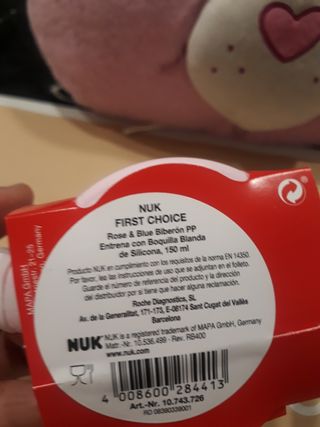 NUK
FIRST CHOICE
Rose & Blue Biberón PP
Entrena con Boquilla Blanda
de Silicona, 150 ml
Producto NUK en cumplimiento con los requisitos de la norma EN 14350.
Por favor, lea las instrucciones de uso que se adjuntan en el folleto.
Guarde el número de referencia del producto y la dirección
del distribuidor por si tiene que hacer alguna reclamación.
Roche Diagnostics, SL
Av. de la Generalitat, 171-173, E-08174 Sant Cugat del Vallès
Barcelona
NUK
NUK is a registered trademark of MAPA GmbH, Germany
Matr.-Nr. 10.536.499 - Rev. RB400
www.nuk.com
4 008600 284413
Art.-Nr. 10.743.726
RO 08390339001
MAPA GmbH
21-25
Germany